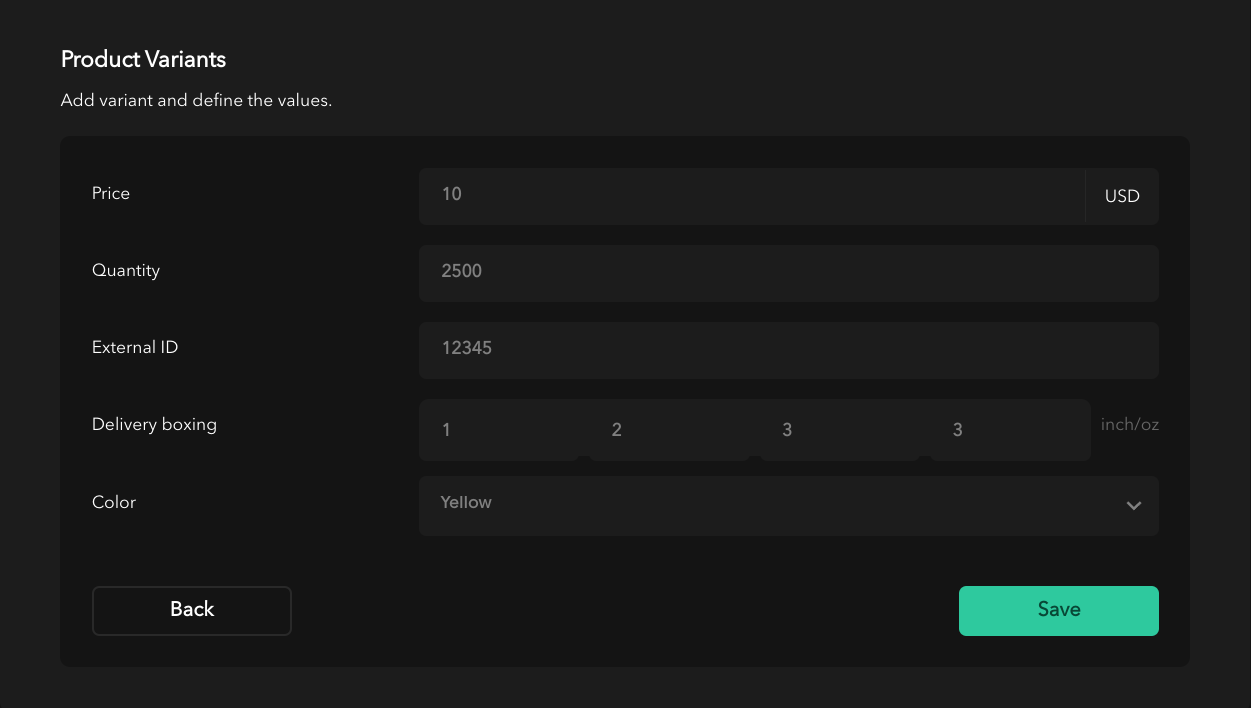 Product Variants
Add variant and define the values.
Price 10 USD
Quantity 2500
External ID 12345
Delivery boxing 1 2 3 3 inch/oz
Color Yellow
Back Save